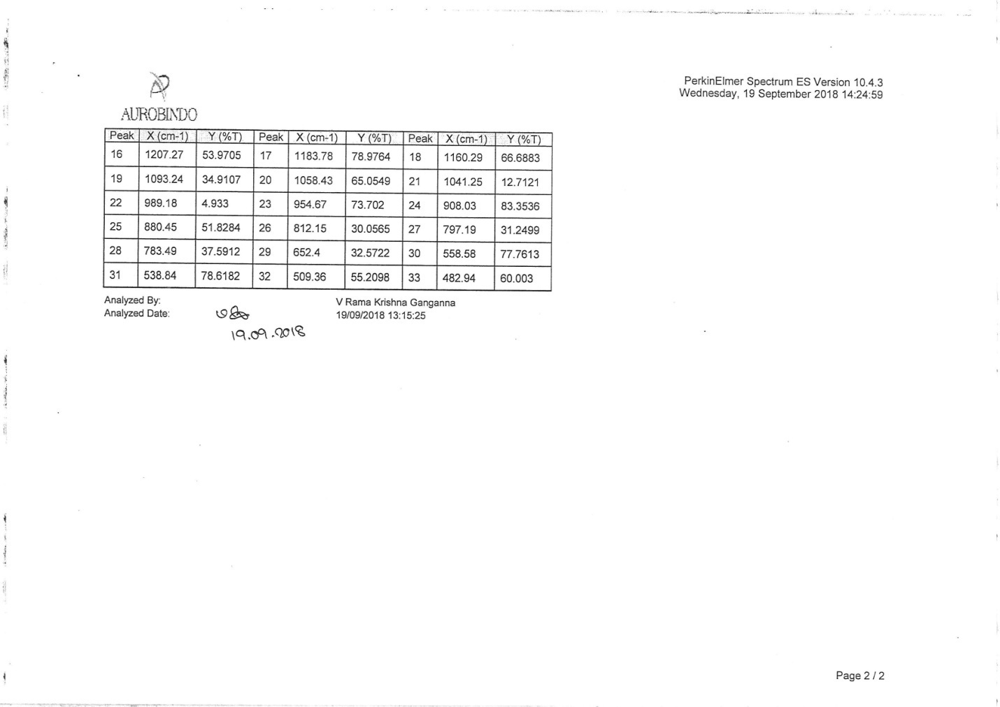 PerkinElmer Spectrum ES Version 10.4.3
Wednesday, 19 September 2018 14:24:59
AUROBINDO
Peak X (cm-1) Y (%T) Peak X (cm-1) Y (%T) Peak X (cm-1) Y (%T)
16 1207.27 53.9705 17 1183.78 78.9764 18 1160.29 66.6883
19 1093.24 34.9107 20 1058.43 65.0549 21 1041.25 12.7121
22 989.18 4.933 23 954.67 73.702 24 908.03 83.3536
25 880.45 51.8284 26 812.15 30.0565 27 797.19 31.2499
28 783.49 37.5912 29 652.4 32.5722 30 558.58 77.7613
31 538.84 78.6182 32 509.36 55.2098 33 482.94 60.003
Analyzed By: V Rama Krishna Ganganna
Analyzed Date: 19/09/2018 13:15:25
19.09.2018
Page 2 / 2